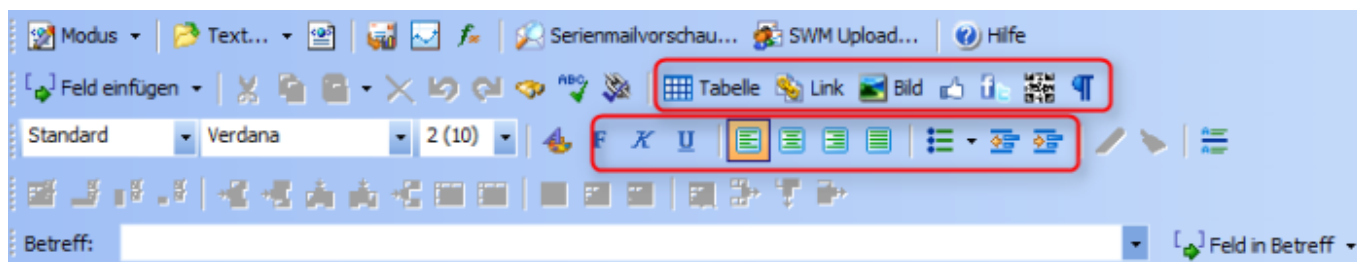 Modus Text... Serienmailvorschau... SWM Upload... Hilfe
Feld einfügen ABC Tabelle Link Bild
Standard Verdana 2 (10) F K U
Betreff: Feld in Betreff